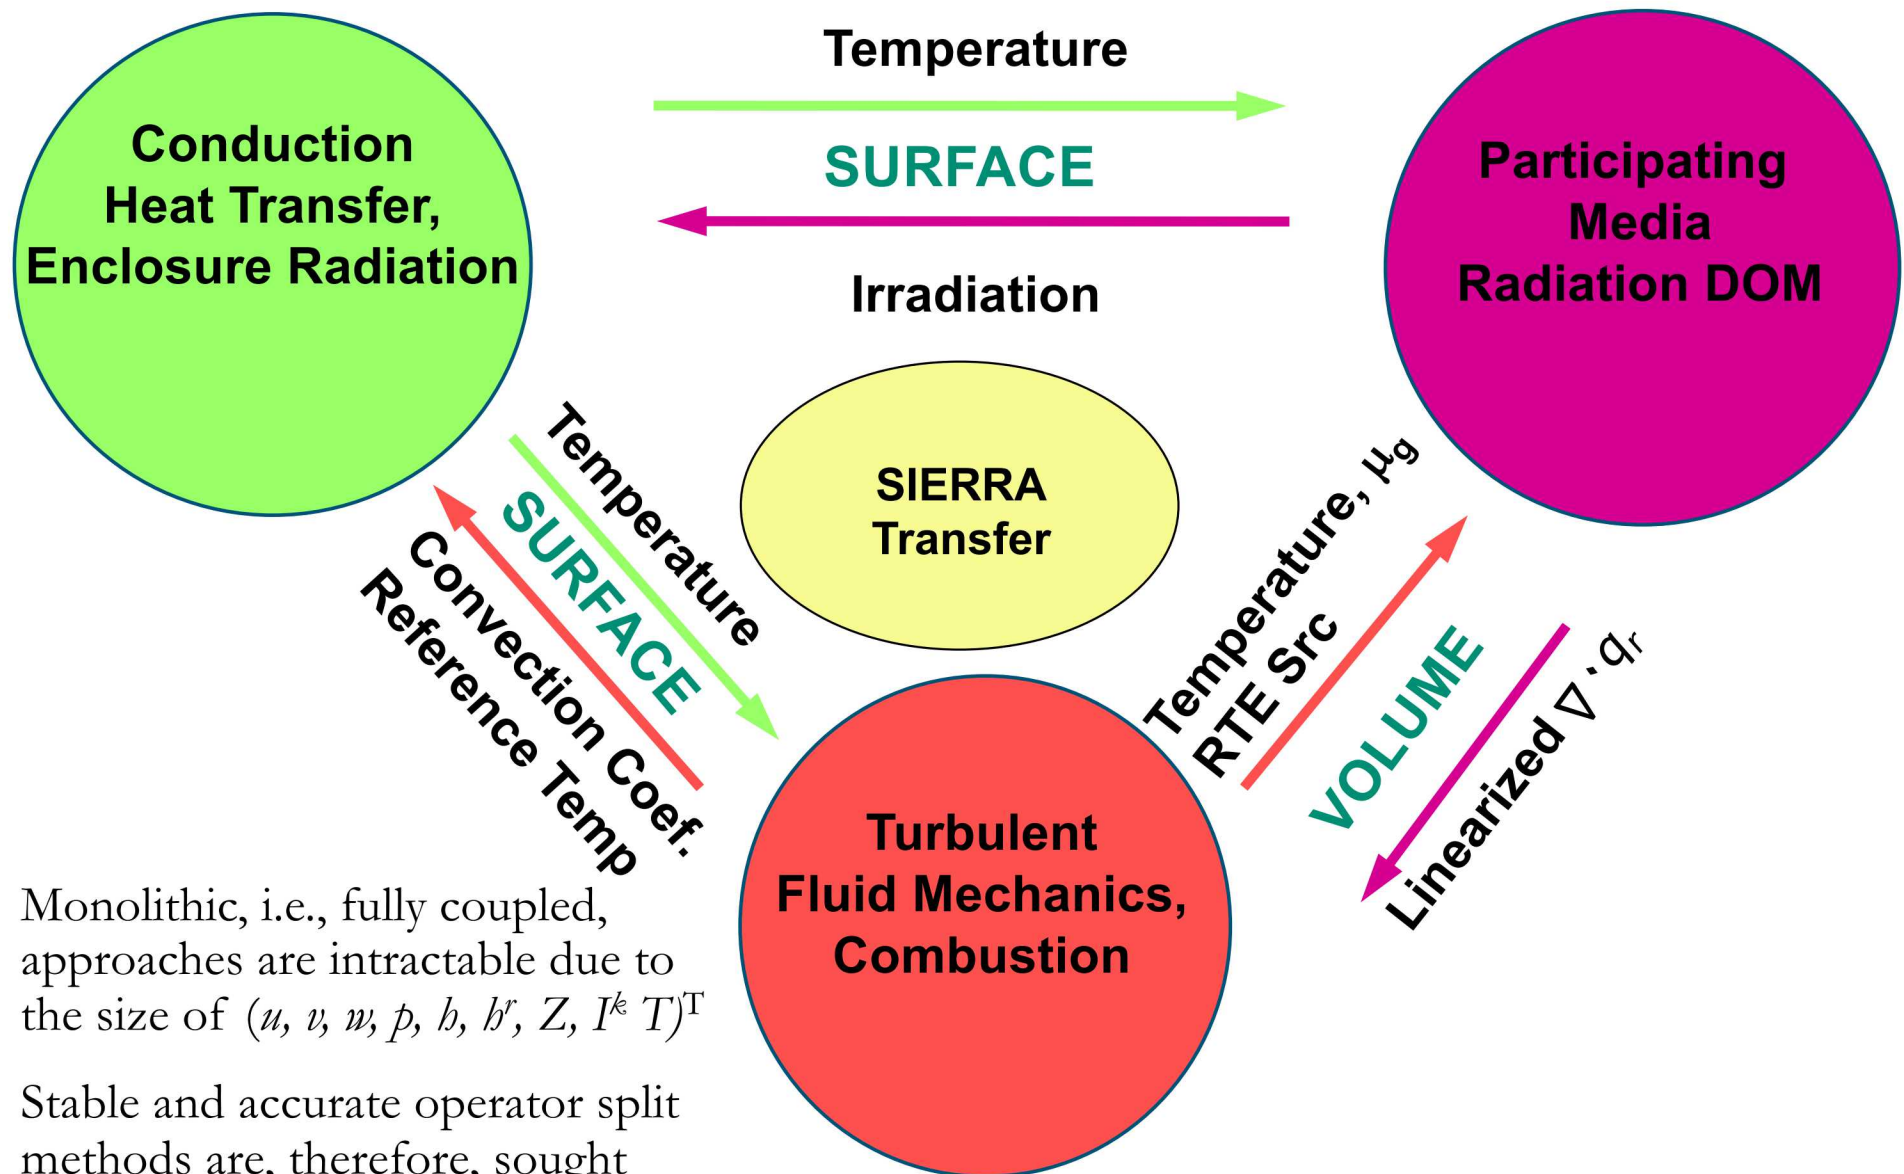 Temperature
SURFACE
Irradiation
Conduction
Heat Transfer,
Enclosure Radiation
Participating
Media
Radiation DOM
SIERRA
Transfer
Temperature
SURFACE
Convection Coef.
Reference Temp
Temperature, μg
RTE Src
VOLUME
Linearized ∇·qr
Turbulent
Fluid Mechanics,
Combustion
Monolithic, i.e., fully coupled,
approaches are intractable due to
the size of (u, v, w, p, h, hʳ, Z, Iᵏ T)ᵀ
Stable and accurate operator split
methods are, therefore, sought